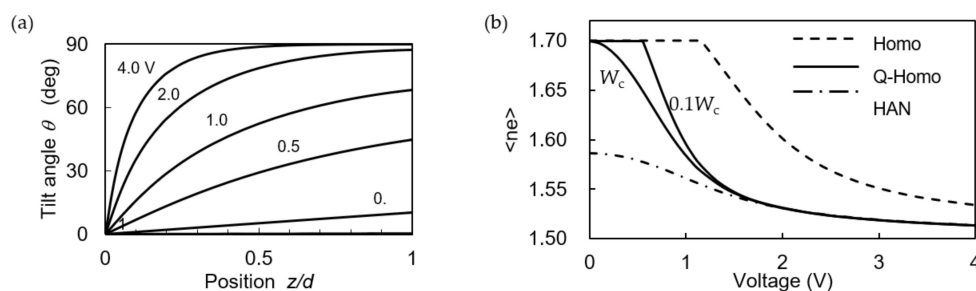 (a)
90
60
30
0
Tilt angle θ (deg)
4.0 V
2.0
1.0
0.5
0.
1
0
0.5
1
Position z/d
(b)
1.70
1.65
1.60
1.55
1.50
<ne>
Wc
0.1Wc
Homo
Q-Homo
HAN
0
1
2
3
4
Voltage (V)